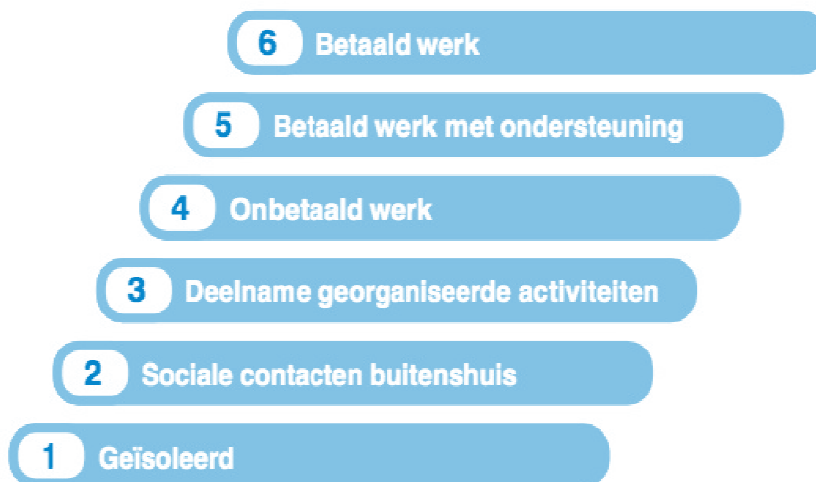 6 Betaald werk
5 Betaald werk met ondersteuning
4 Onbetaald werk
3 Deelname georganiseerde activiteiten
2 Sociale contacten buitenshuis
1 Geïsoleerd